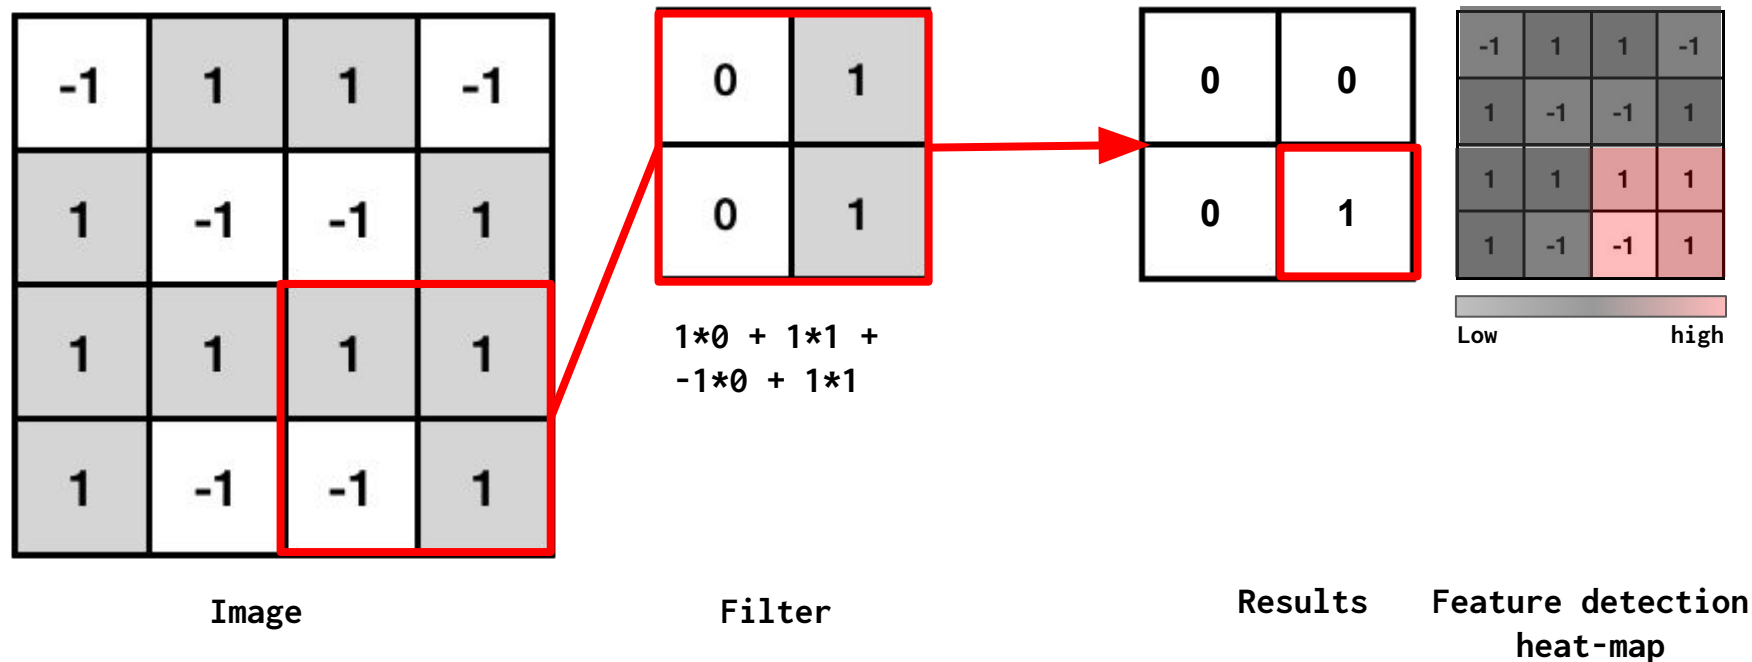 -1 1 1 -1
1 -1 -1 1
1 1 1 1
1 -1 -1 1
Image
0 1
0 1
1*0 + 1*1 +
-1*0 + 1*1
Filter
0 0
0 1
Results
-1 1 1 -1
1 -1 -1 1
1 1 1 1
1 -1 -1 1
Low high
Feature detection
heat-map